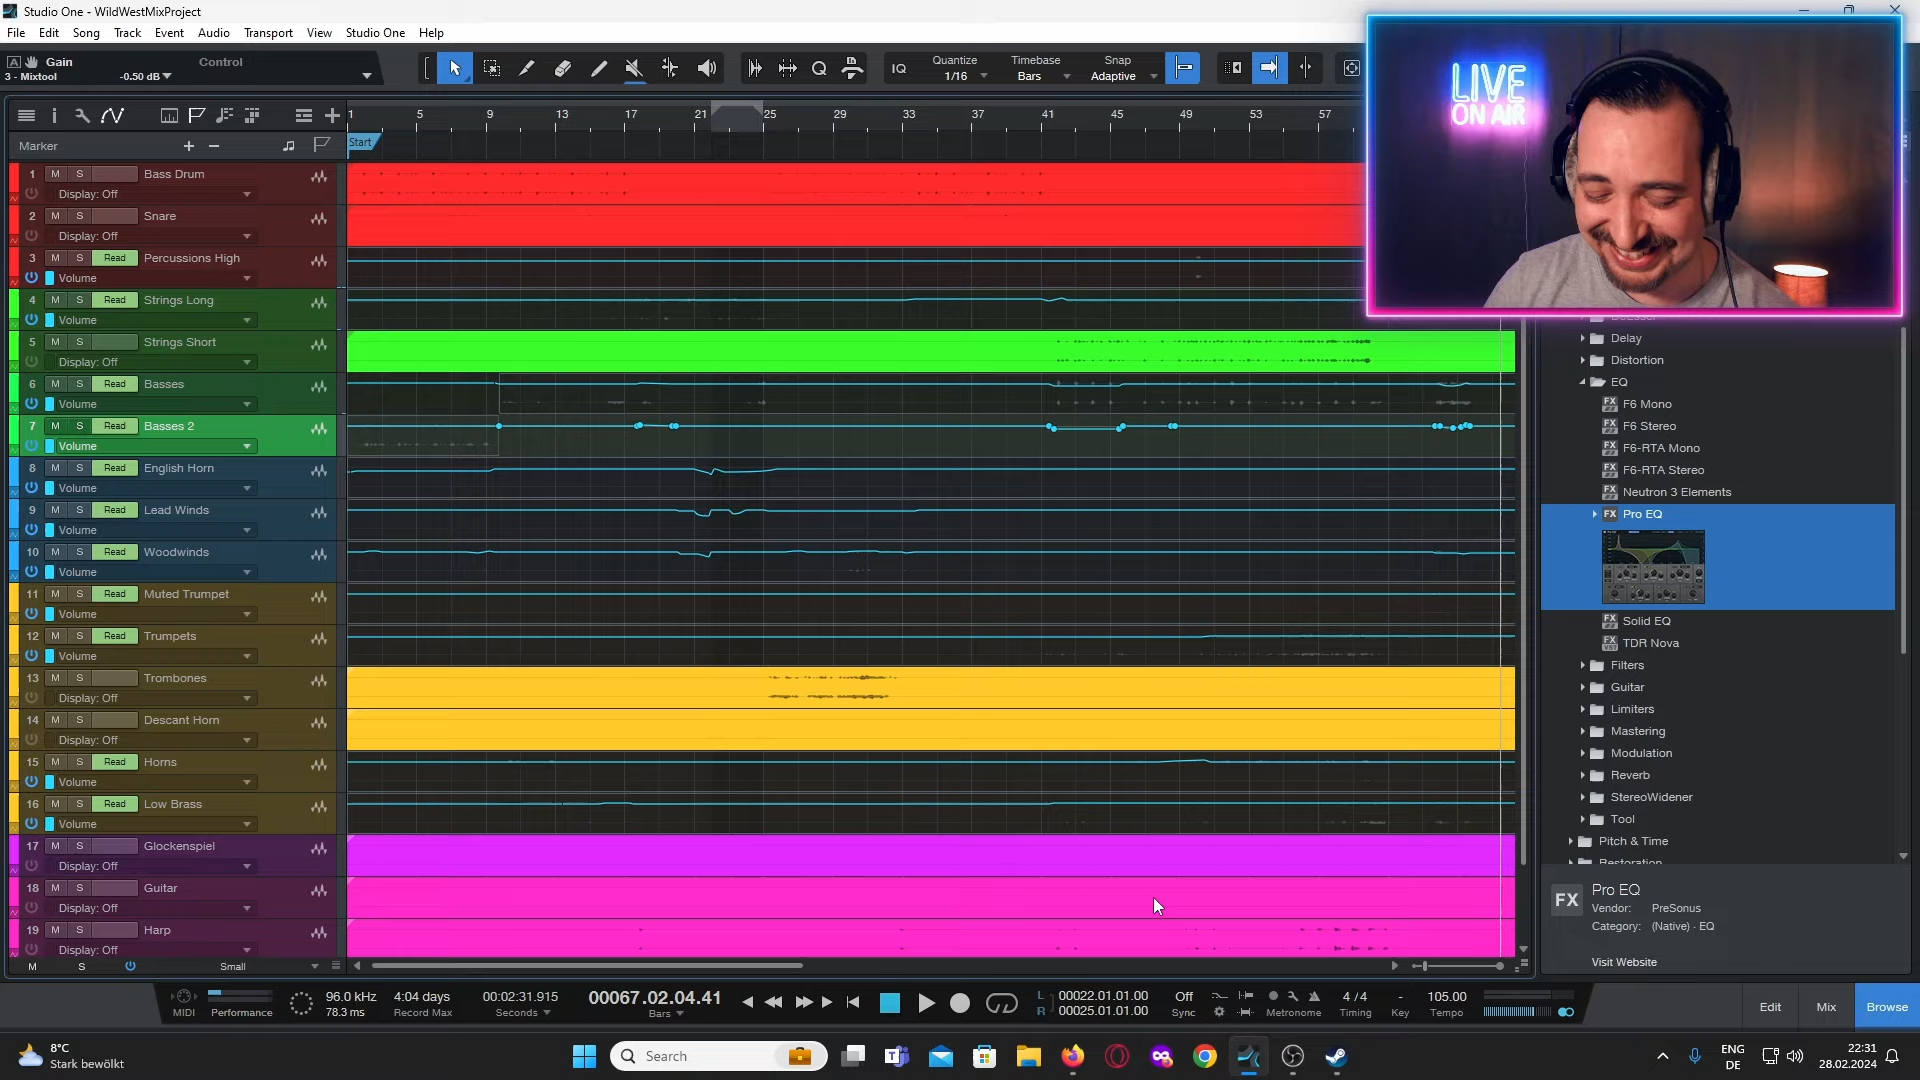 Studio One - WildWestMixProject
File Edit Song Track Event Audio Transport View Studio One Help
A Gain Control
3 - Mixtool -0.50 dB
IQ Quantize 1/16 Timebase Bars Snap Adaptive
LIVE
ON AIR
1 5 9 13 17 21 25 29 33 37 41 45 49 53 57
Marker + −
Start
1 M S Bass Drum
Display: Off
2 M S Snare
Display: Off
3 M S Read Percussions High
Volume
4 M S Read Strings Long
Volume
5 M S Strings Short
Display: Off
6 M S Read Basses
Volume
7 M S Read Basses 2
Volume
8 M S Read English Horn
Volume
9 M S Read Lead Winds
Volume
10 M S Read Woodwinds
Volume
11 M S Read Muted Trumpet
Volume
12 M S Read Trumpets
Volume
13 M S Trombones
Display: Off
14 M S Descant Horn
Display: Off
15 M S Read Horns
Volume
16 M S Read Low Brass
Volume
17 M S Glockenspiel
Display: Off
18 M S Guitar
Display: Off
19 M S Harp
Display: Off
M S Small
Delay
Distortion
EQ
FX F6 Mono
FX F6 Stereo
FX F6-RTA Mono
FX F6-RTA Stereo
FX Neutron 3 Elements
FX Pro EQ
FX Solid EQ
FX TDR Nova
Filters
Guitar
Limiters
Mastering
Modulation
Reverb
StereoWidener
Tool
Pitch & Time
Restoration
FX Pro EQ
Vendor: PreSonus
Category: (Native) - EQ
Visit Website
MIDI Performance
96.0 kHz
78.3 ms
4:04 days
Record Max
00:02:31.915
Seconds
00067.02.04.41
Bars
L 00022.01.01.00
R 00025.01.01.00
Off
Sync
Metronome
4 / 4
Timing
-
Key
105.00
Tempo
Edit Mix Browse
8°C
Stark bewölkt
Search
ENG
DE
22:31
28.02.2024